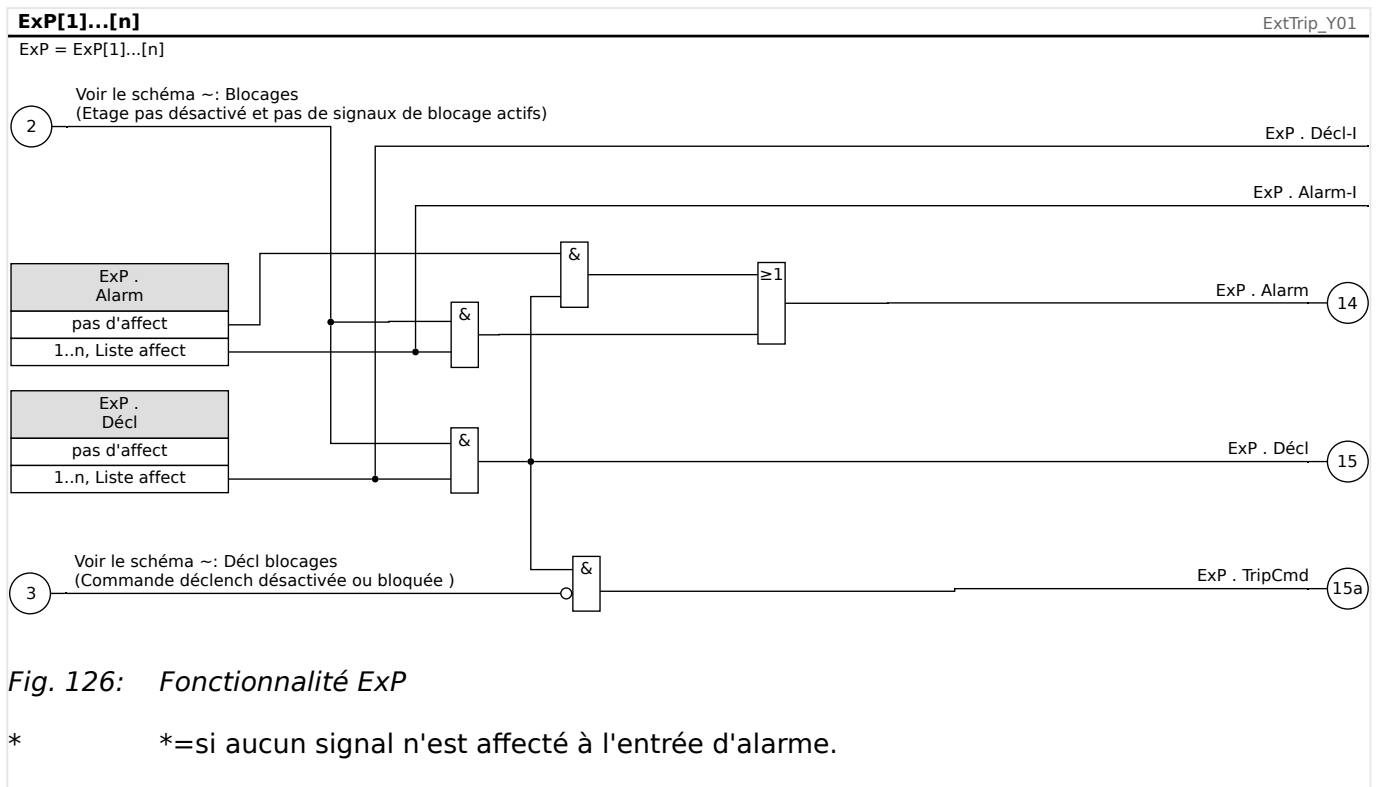 ExP[1]...[n]
ExtTrip_Y01
ExP = ExP[1]...[n]
Voir le schéma ~: Blocages
(Etage pas désactivé et pas de signaux de blocage actifs)
2
ExP . Décl-I
ExP . Alarm-I
ExP .
Alarm
pas d'affect
1..n, Liste affect
&
&
≥1
ExP . Alarm
14
ExP .
Décl
pas d'affect
1..n, Liste affect
&
ExP . Décl
15
Voir le schéma ~: Décl blocages
(Commande déclench désactivée ou bloquée )
3
&
ExP . TripCmd
15a
Fig. 126: Fonctionnalité ExP
* *=si aucun signal n'est affecté à l'entrée d'alarme.